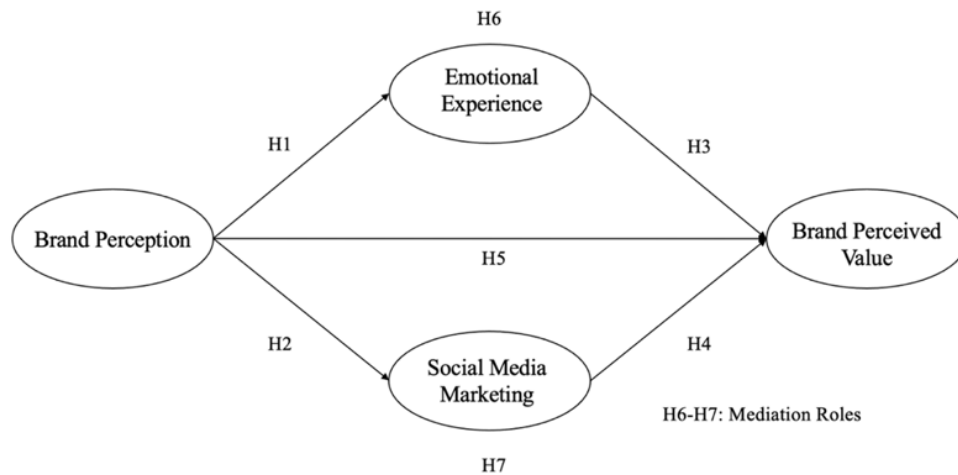 H6
Emotional
Experience
H1
H3
Brand Perception
Brand Perceived
Value
H5
H2
H4
Social Media
Marketing
H6-H7: Mediation Roles
H7